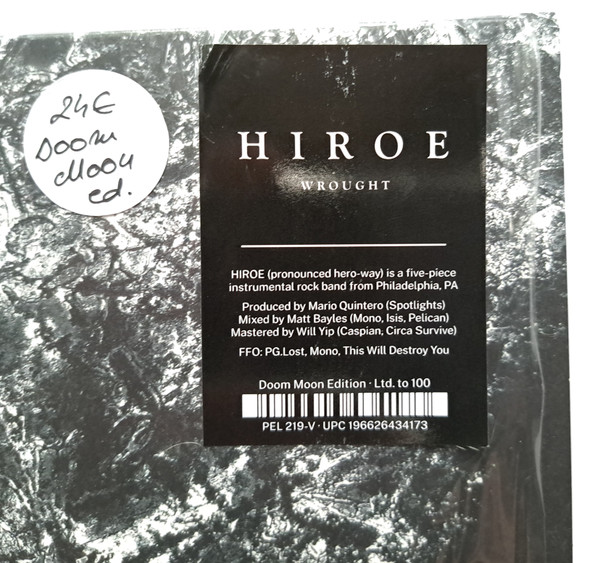 24€
Doom
Moon
ed.
HIROE
WROUGHT
HIROE (pronounced hero-way) is a five-piece
instrumental rock band from Philadelphia, PA
Produced by Mario Quintero (Spotlights)
Mixed by Matt Bayles (Mono, Isis, Pelican)
Mastered by Will Yip (Caspian, Circa Survive)
FFO: PG.Lost, Mono, This Will Destroy You
Doom Moon Edition · Ltd. to 100
PEL 219-V · UPC 196626434173